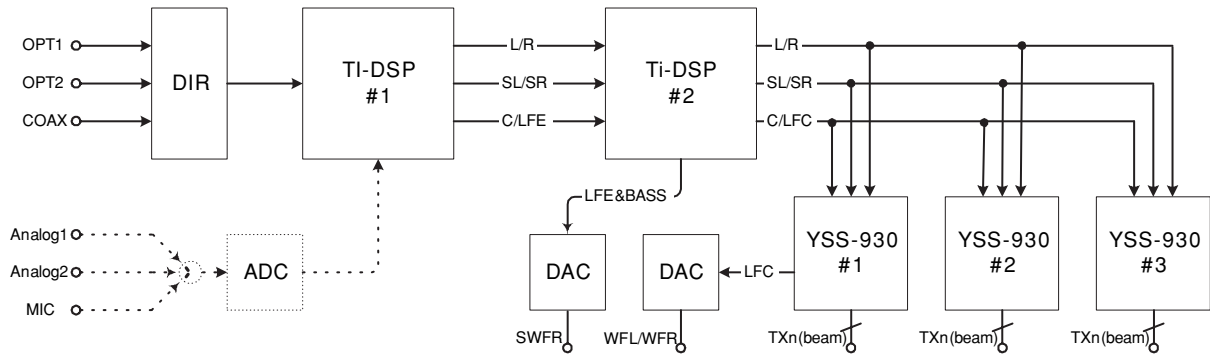 OPT1
OPT2
COAX
DIR
TI-DSP
#1
L/R
SL/SR
C/LFE
Ti-DSP
#2
L/R
SL/SR
C/LFC
LFE&BASS
Analog1
Analog2
MIC
ADC
DAC
DAC
LFC
YSS-930
#1
YSS-930
#2
YSS-930
#3
SWFR
WFL/WFR
TXn(beam)
TXn(beam)
TXn(beam)